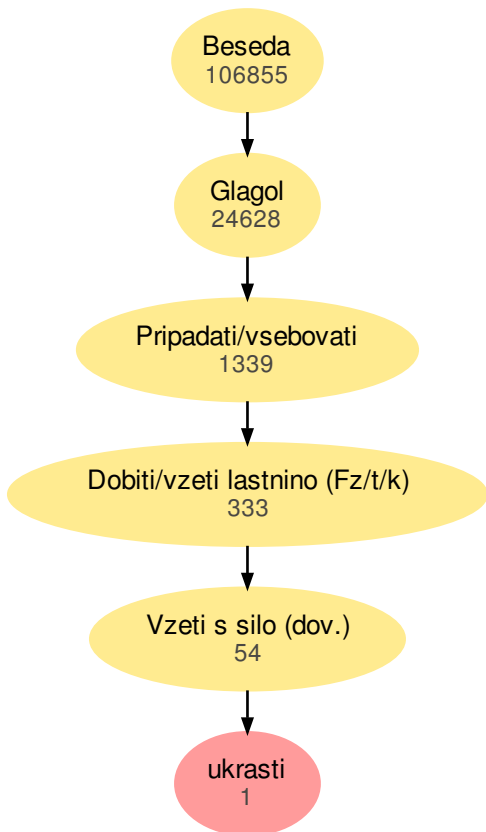 Beseda
106855
Glagol
24628
Pripadati/vsebovati
1339
Dobiti/vzeti lastnino (Fz/t/k)
333
Vzeti s silo (dov.)
54
ukrasti
1